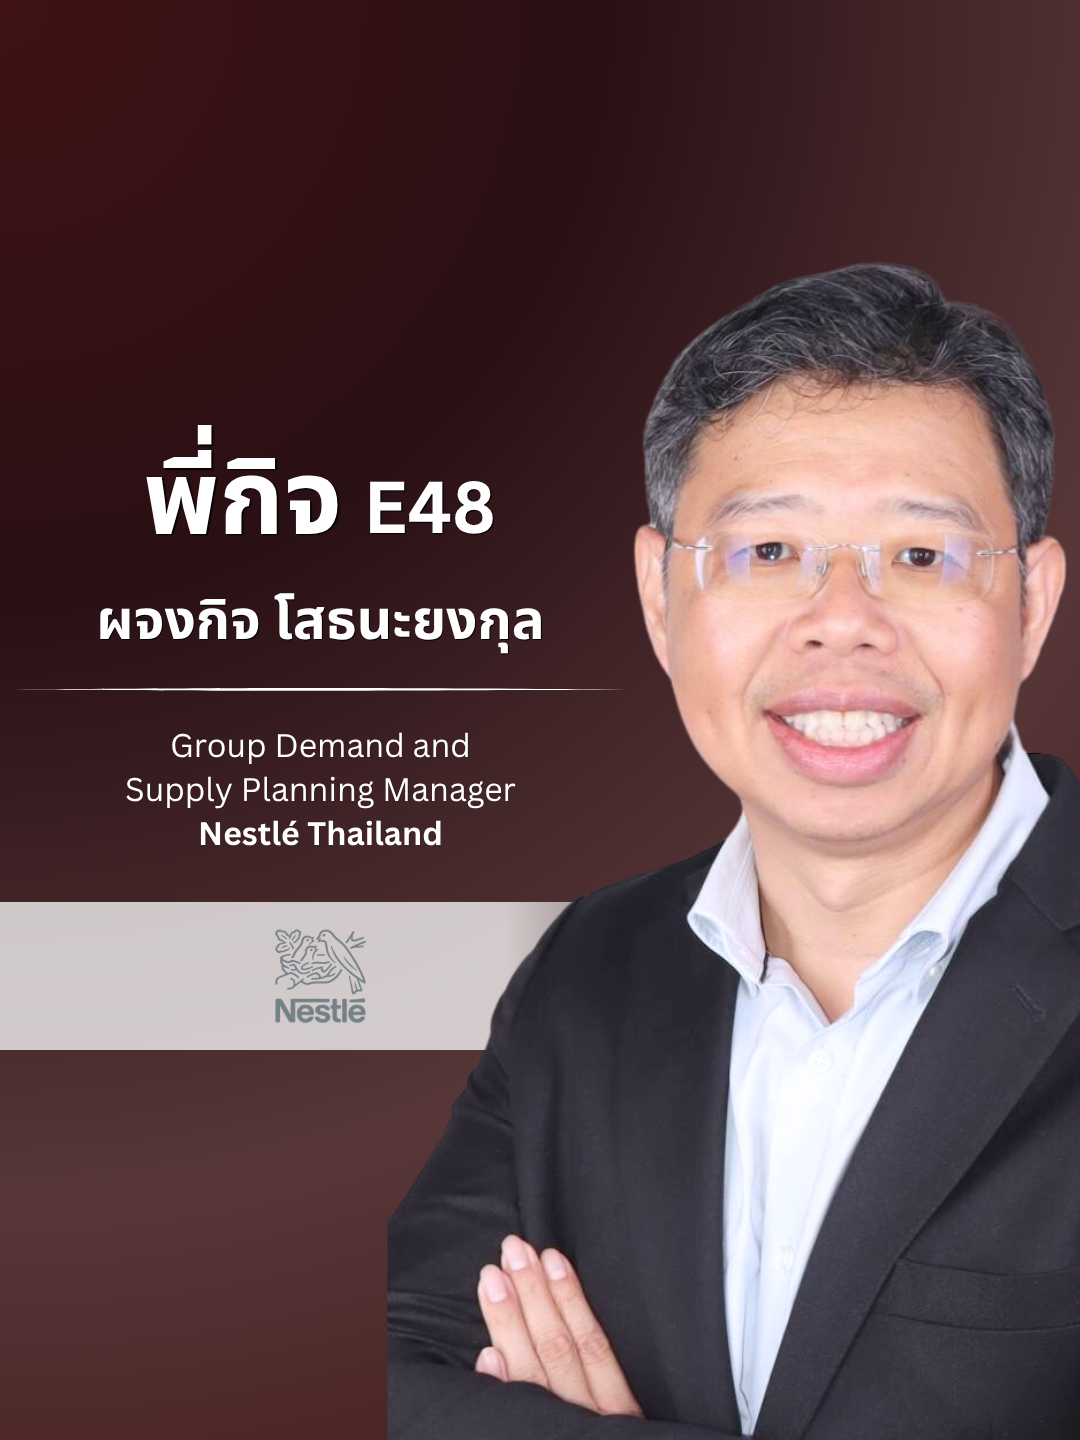 พี่กิจ E48
ผจงกิจ โสธนะยงกุล
Group Demand and
Supply Planning Manager
Nestlé Thailand
Nestlé